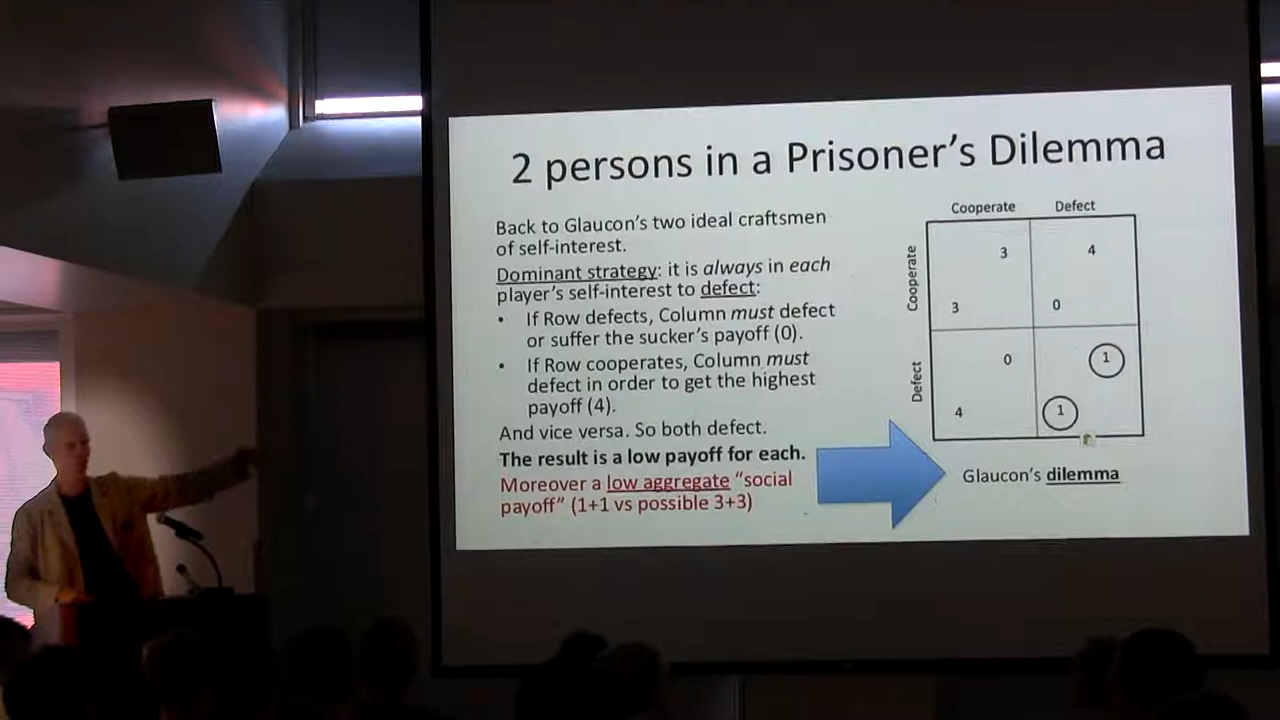 2 persons in a Prisoner's Dilemma
Back to Glaucon's two ideal craftsmen
of self-interest.
Dominant strategy: it is always in each
player's self-interest to defect:
• If Row defects, Column must defect
or suffer the sucker's payoff (0).
• If Row cooperates, Column must
defect in order to get the highest
payoff (4).
And vice versa. So both defect.
The result is a low payoff for each.
Moreover a low aggregate "social
payoff" (1+1 vs possible 3+3)
Cooperate Defect
Cooperate
3 4
3 0
Defect
0 1
4 1
Glaucon's dilemma